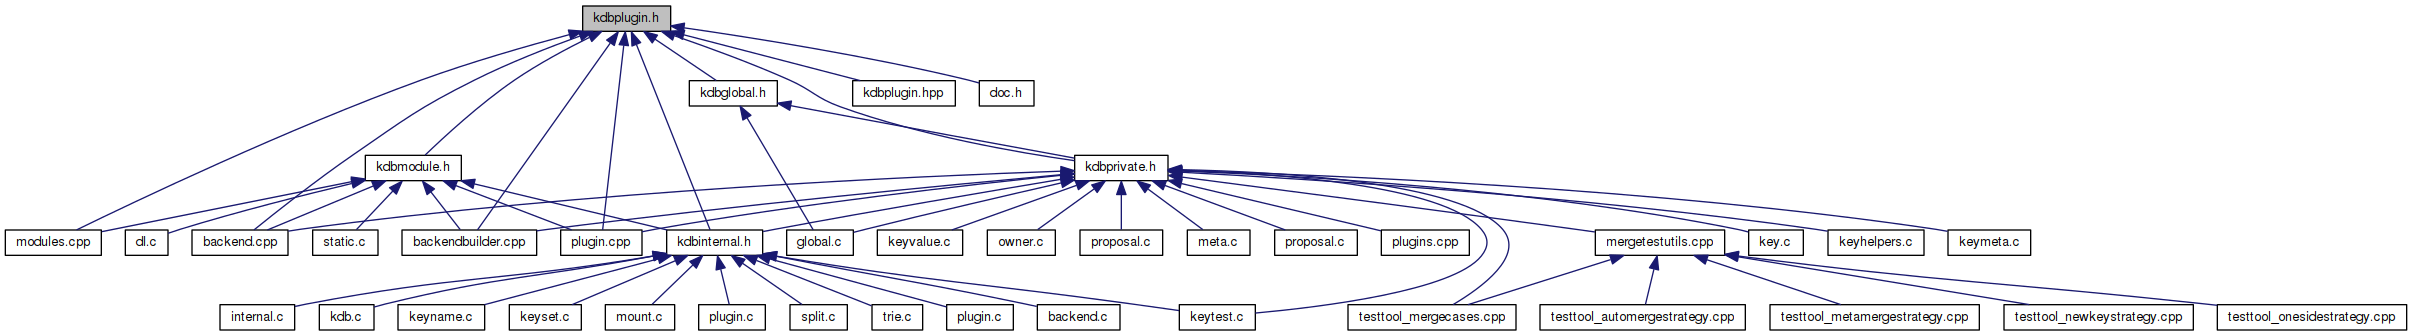 kdbplugin.h
kdbglobal.h
kdbplugin.hpp
doc.h
kdbmodule.h
kdbprivate.h
modules.cpp
dl.c
backend.cpp
static.c
backendbuilder.cpp
plugin.cpp
kdbinternal.h
global.c
keyvalue.c
owner.c
proposal.c
meta.c
proposal.c
plugins.cpp
mergetestutils.cpp
key.c
keyhelpers.c
keymeta.c
internal.c
kdb.c
keyname.c
keyset.c
mount.c
plugin.c
split.c
trie.c
plugin.c
backend.c
keytest.c
testtool_mergecases.cpp
testtool_automergestrategy.cpp
testtool_metamergestrategy.cpp
testtool_newkeystrategy.cpp
testtool_onesidestrategy.cpp